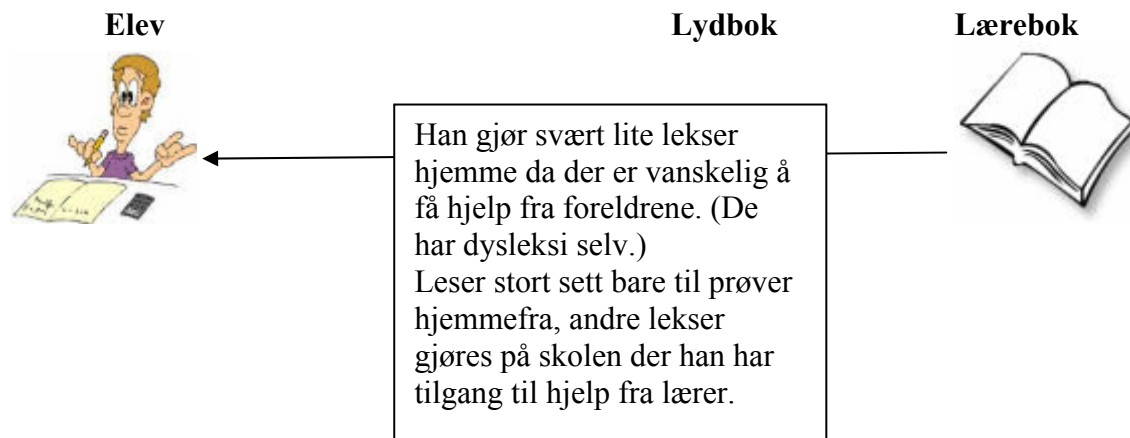 Elev Lydbok Lærebok
Han gjør svært lite lekser
hjemme da der er vanskelig å
få hjelp fra foreldrene. (De
har dysleksi selv.)
Leser stort sett bare til prøver
hjemmefra, andre lekser
gjøres på skolen der han har
tilgang til hjelp fra lærer.